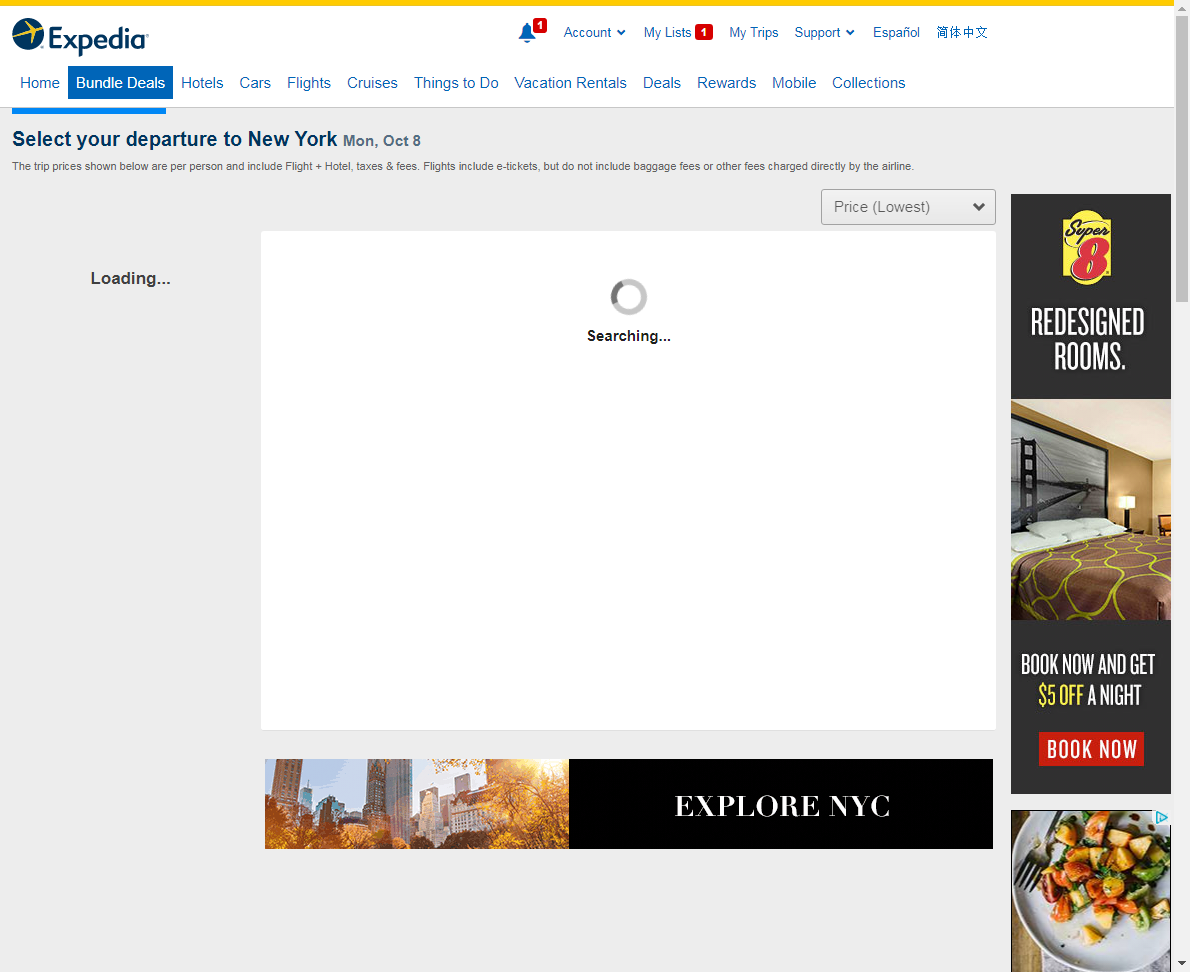 Expedia
1
Account
My Lists 1
My Trips
Support
Español
简体中文
Home
Bundle Deals
Hotels
Cars
Flights
Cruises
Things to Do
Vacation Rentals
Deals
Rewards
Mobile
Collections
Select your departure to New York Mon, Oct 8
The trip prices shown below are per person and include Flight + Hotel, taxes & fees. Flights include e-tickets, but do not include baggage fees or other fees charged directly by the airline.
Price (Lowest)
Loading...
Searching...
Super
8
REDESIGNED
ROOMS.
BOOK NOW AND GET
$5 OFF A NIGHT
BOOK NOW
EXPLORE NYC